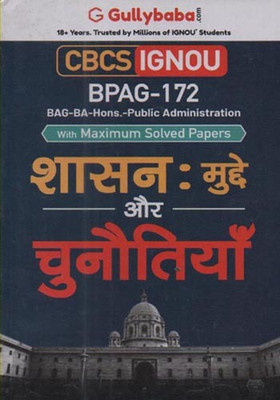 Gullybaba.com
18+ Years. Trusted by Millions of IGNOU Students
CBCS IGNOU
BPAG-172
BAG-BA-Hons.-Public Administration
With Maximum Solved Papers
शासन : मुद्दे
और
चुनौतियाँ